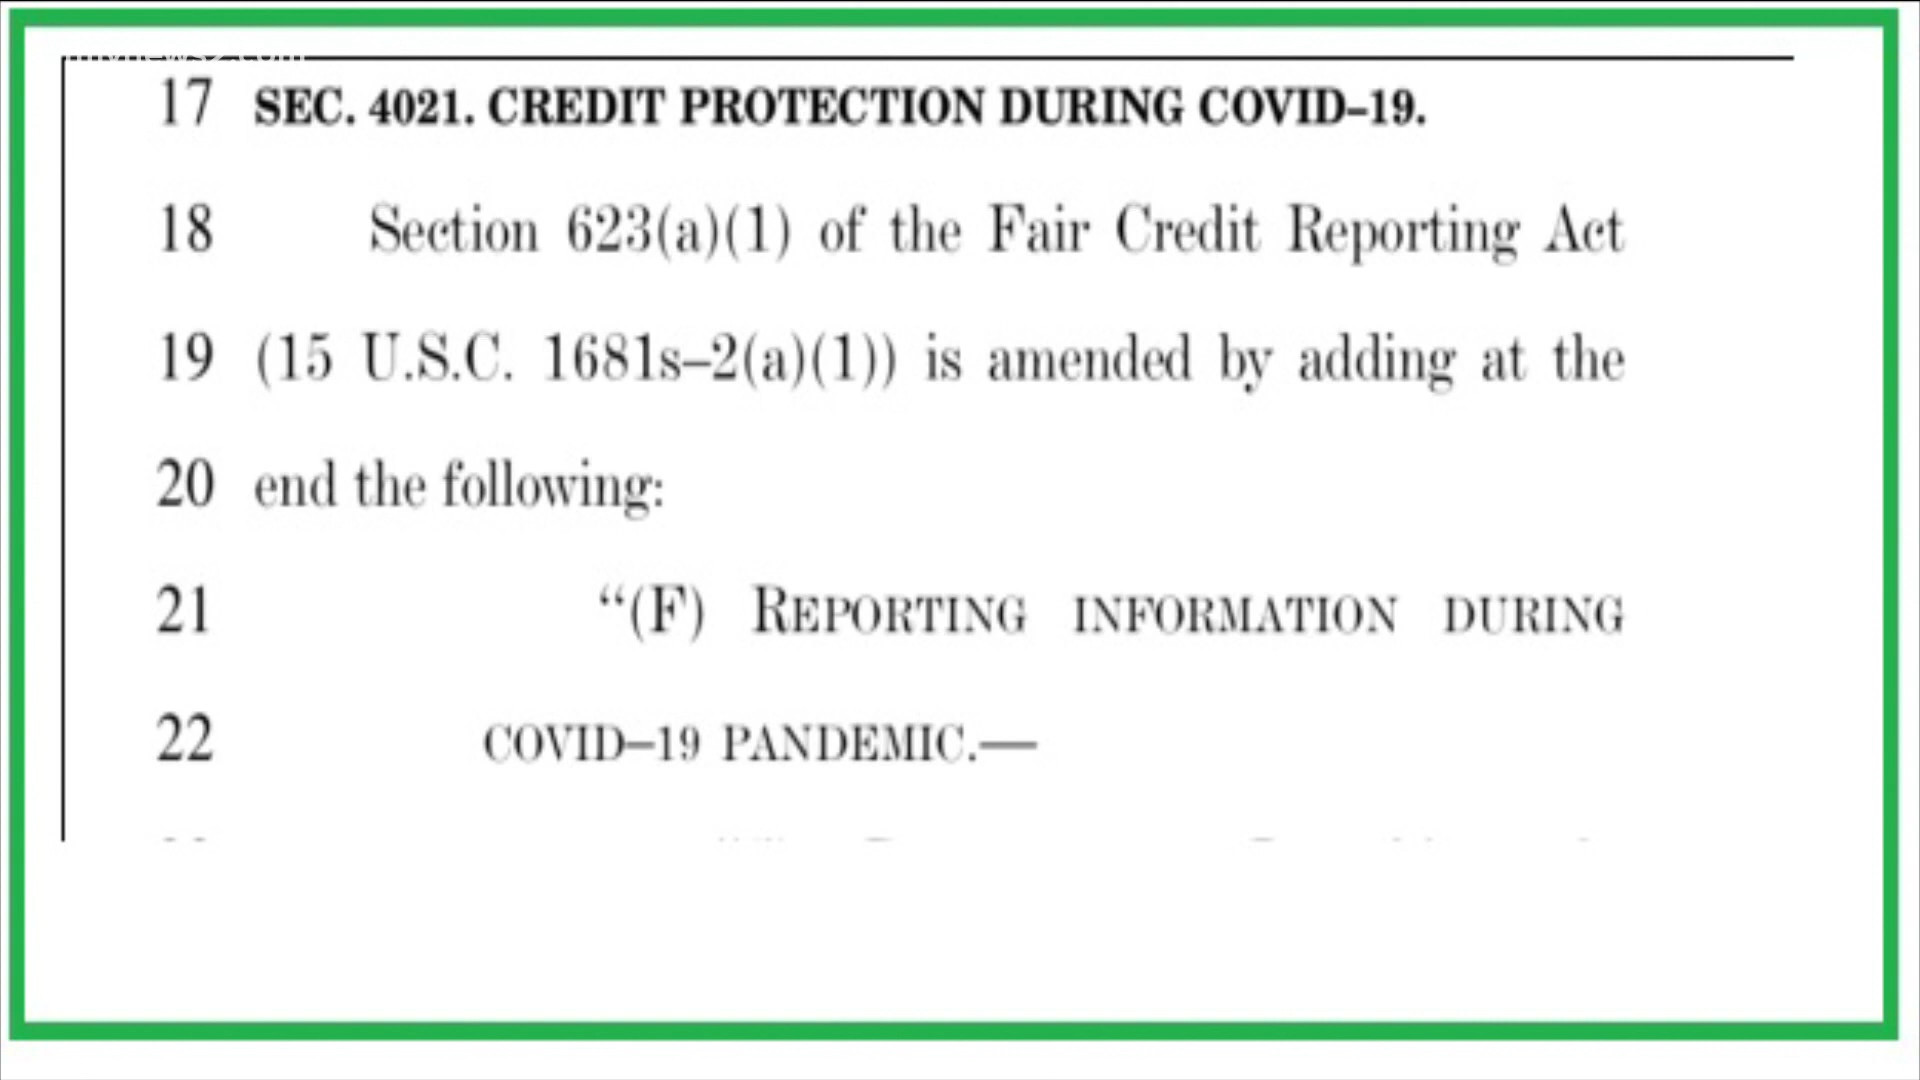 17 SEC. 4021. CREDIT PROTECTION DURING COVID–19.
18 Section 623(a)(1) of the Fair Credit Reporting Act
19 (15 U.S.C. 1681s–2(a)(1)) is amended by adding at the
20 end the following:
21 “(F) REPORTING INFORMATION DURING
22 COVID–19 PANDEMIC.—